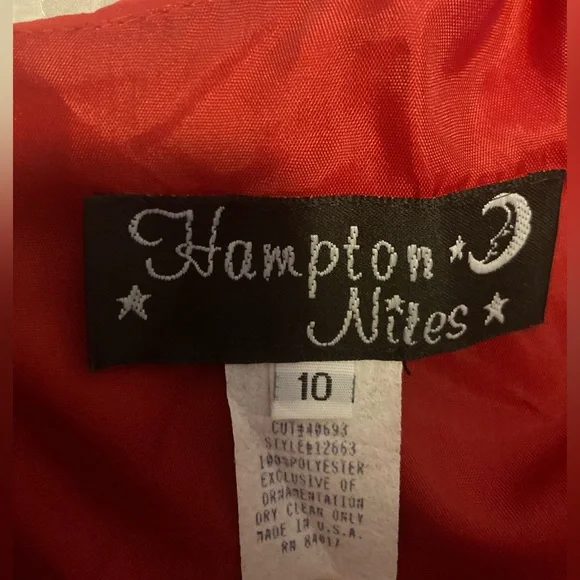 Hampton
Nites
10
CUT#40693
STYLE#12663
100%POLYESTER
EXCLUSIVE OF
ORNAMENTATION
DRY CLEAN ONLY
MADE IN U.S.A.
RN 84017